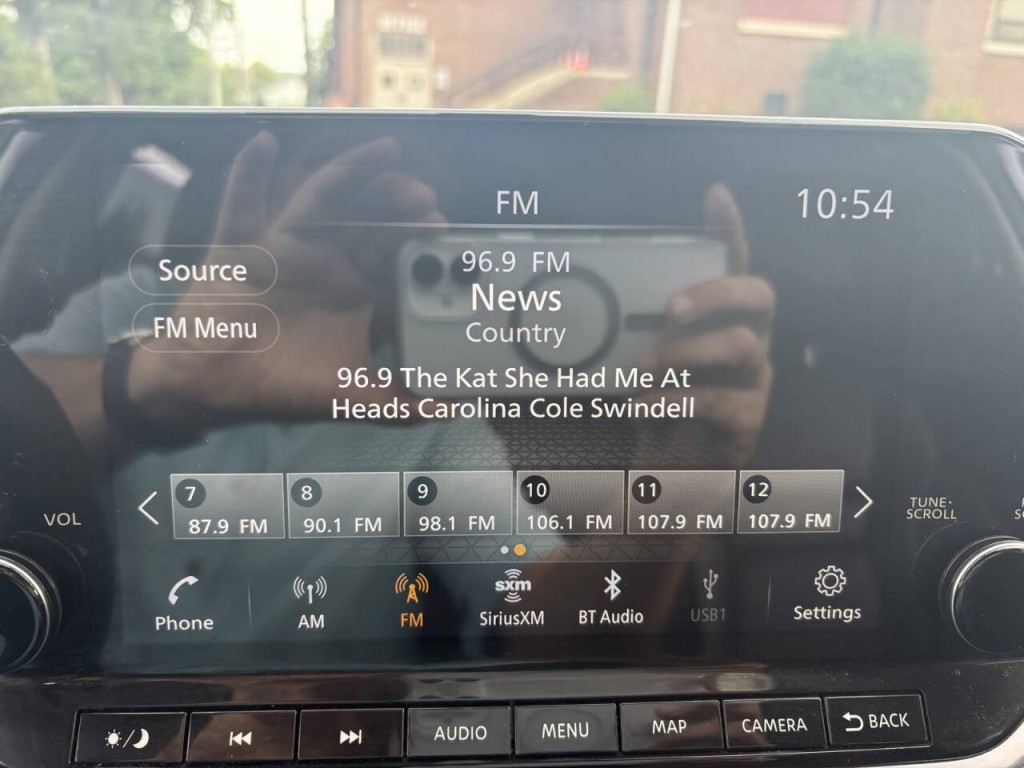 FM
10:54
Source
FM Menu
96.9 FM
News
Country
96.9 The Kat She Had Me At
Heads Carolina Cole Swindell
7
87.9 FM
8
90.1 FM
9
98.1 FM
10
106.1 FM
11
107.9 FM
12
107.9 FM
VOL
TUNE·
SCROLL
Phone
AM
FM
sxm
SiriusXM
BT Audio
USB1
Settings
AUDIO
MENU
MAP
CAMERA
BACK